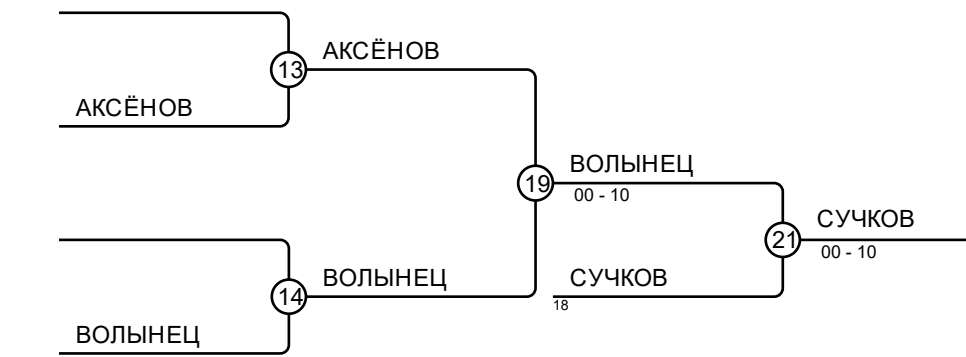 АКСЁНОВ
13
АКСЁНОВ
ВОЛЫНЕЦ
19
00 - 10
СУЧКОВ
21
00 - 10
ВОЛЫНЕЦ
СУЧКОВ
14
18
ВОЛЫНЕЦ